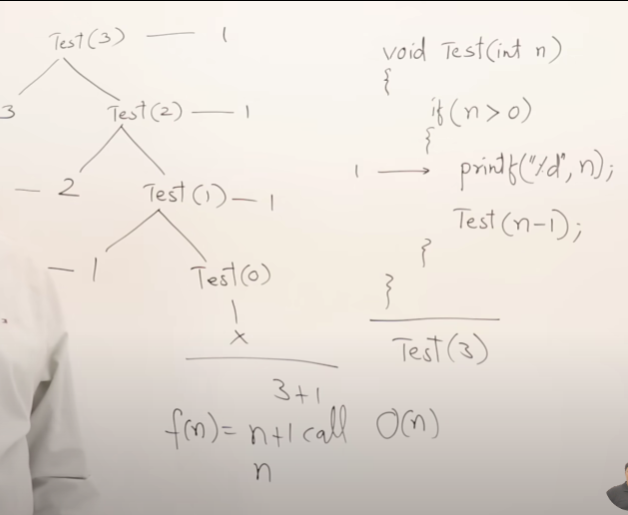 Test(3) — 1
3 Test(2) — 1
— 2 Test(1) — 1
— 1 Test(0)
x
3+1
f(n) = n+1 call O(n)
n
void Test(int n)
{
if(n>0)
{
1 → printf("%d", n);
Test(n-1);
}
}
Test(3)